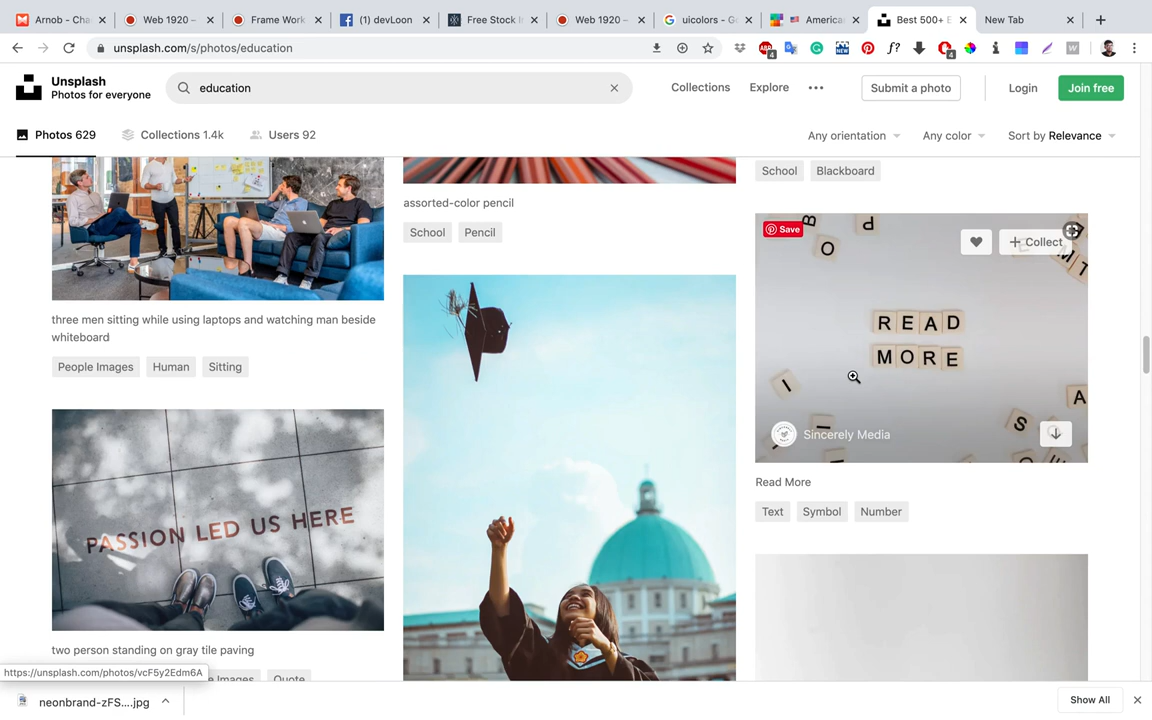 Arnob - Cha
Web 1920 –
Frame Work
(1) devLoon
Free Stock I
Web 1920 –
uicolors - G
America
Best 500+ E
New Tab
unsplash.com/s/photos/education
Unsplash
Photos for everyone
education
Collections
Explore
Submit a photo
Login
Join free
Photos 629
Collections 1.4k
Users 92
Any orientation
Any color
Sort by Relevance
three men sitting while using laptops and watching man beside
whiteboard
People Images
Human
Sitting
PASSION LED US HERE
two person standing on gray tile
paving
Quote
assorted-color pencil
School
Pencil
School
Blackboard
Save
Collect
READ
MORE
Sincerely Media
Read More
Text
Symbol
Number
https://unsplash.com/photos/vcF5y2Edm6A
neonbrand-zFS....jpg
Show All